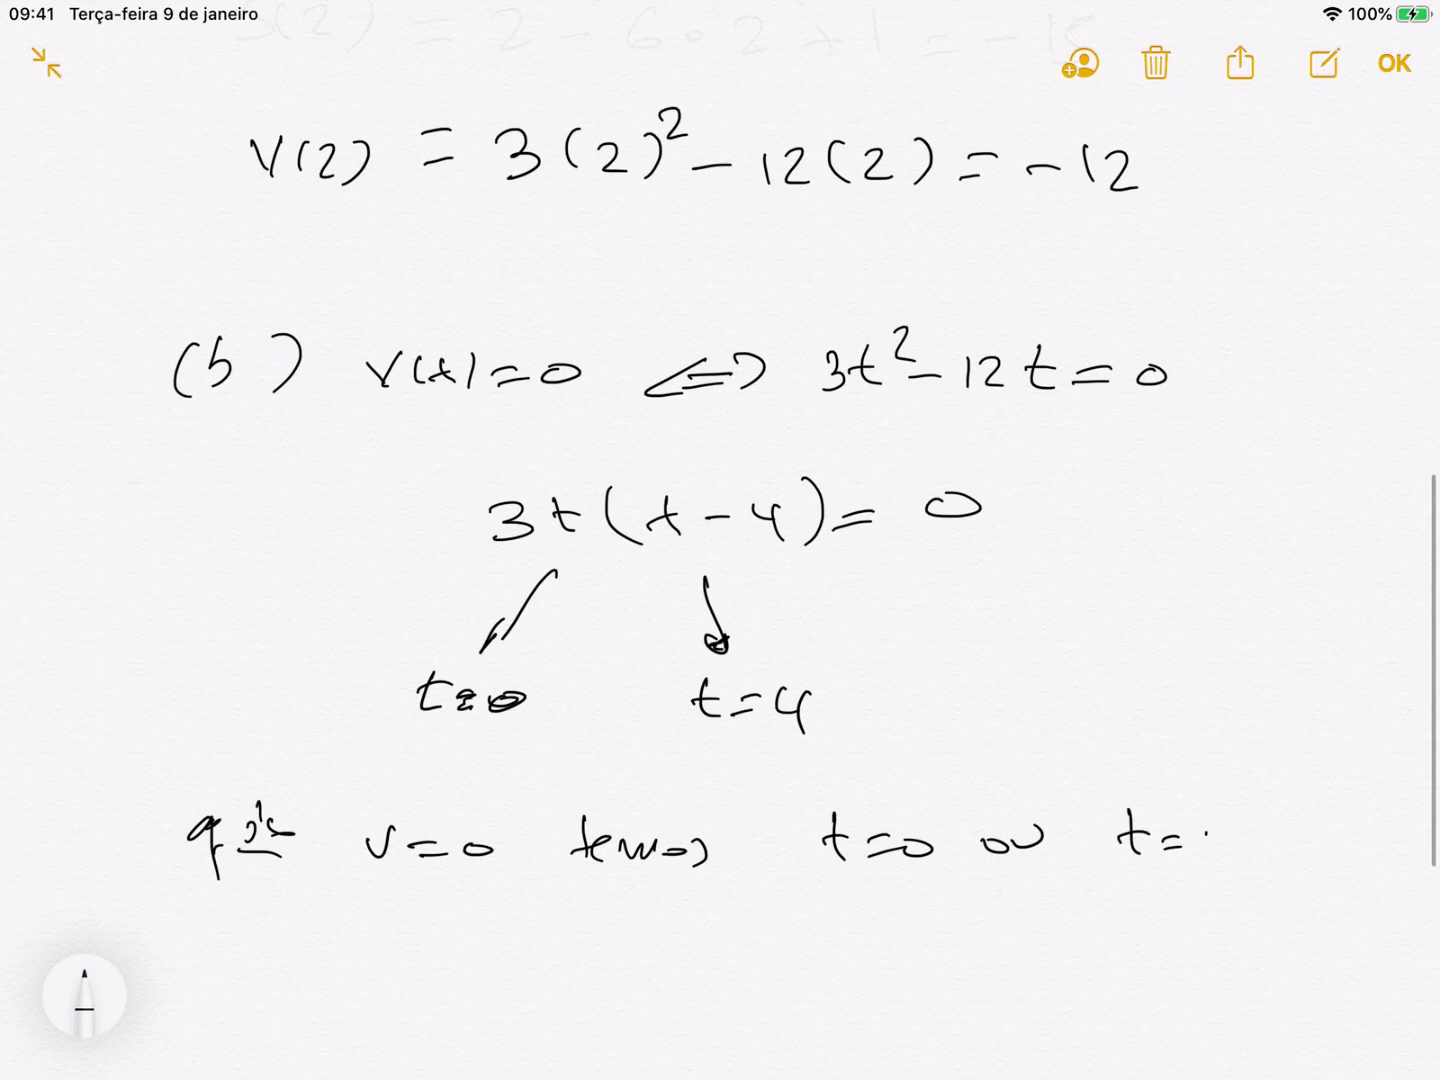 09:41 Terça-feira 9 de janeiro 100%
OK
v(2) = 3(2)² - 12(2) = -12
(b) v(t)=0 <=> 3t² - 12t = 0
3t(t-4) = 0
t=0 t=4
v=0 temos t=0 ou t=